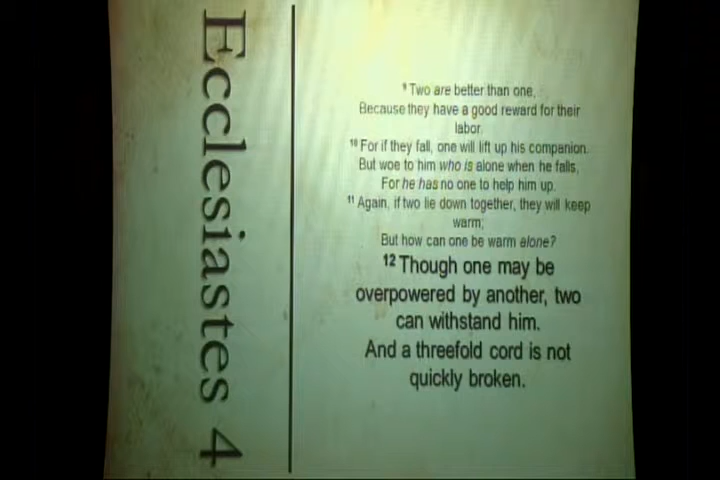 Ecclesiastes 4
9 Two are better than one,
Because they have a good reward for their
labor.
10 For if they fall, one will lift up his companion.
But woe to him who is alone when he falls,
For he has no one to help him up.
11 Again, if two lie down together, they will keep
warm;
But how can one be warm alone?
12 Though one may be
overpowered by another, two
can withstand him.
And a threefold cord is not
quickly broken.